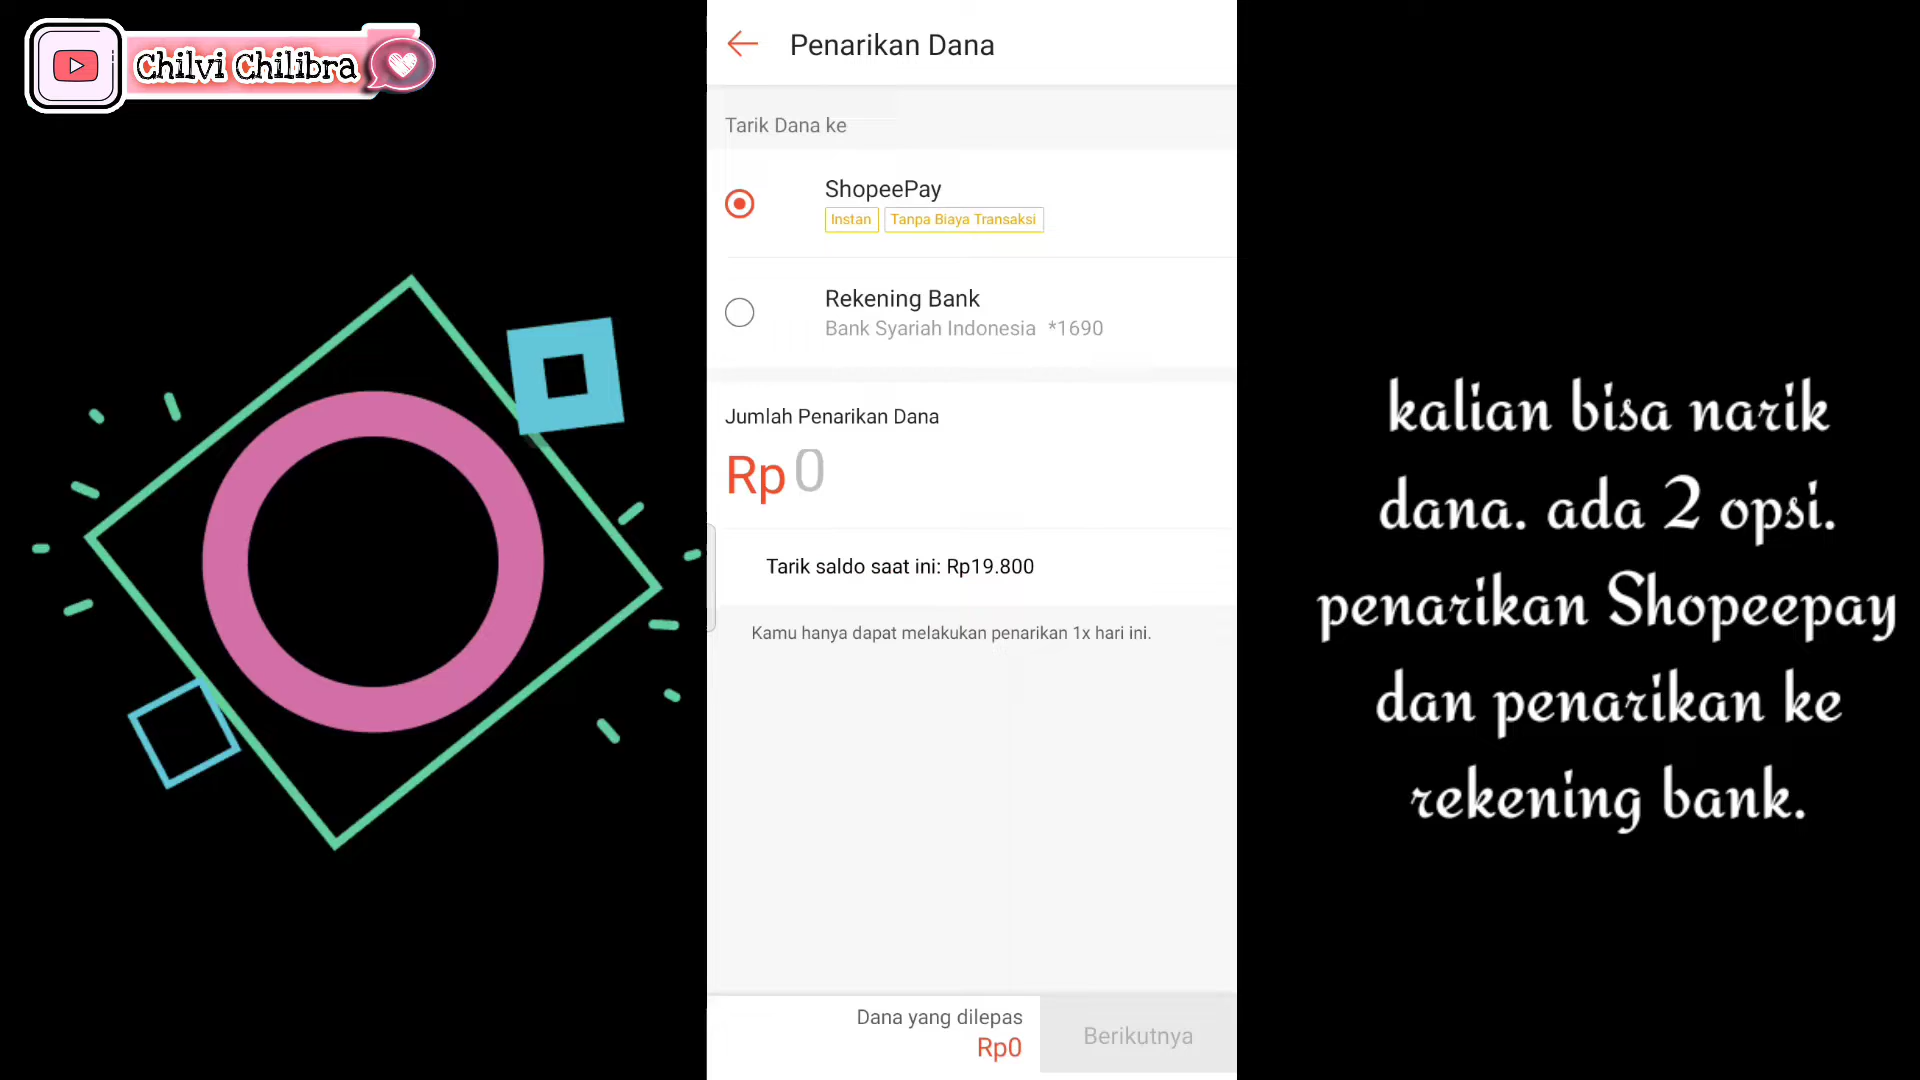 Chilvi Chilibra
Penarikan Dana
Tarik Dana ke
ShopeePay
Instan Tanpa Biaya Transaksi
Rekening Bank
Bank Syariah Indonesia *1690
Jumlah Penarikan Dana
Rp 0
Tarik saldo saat ini: Rp19.800
Kamu hanya dapat melakukan penarikan 1x hari ini.
Dana yang dilepas
Rp0
Berikutnya
kalian bisa narik
dana. ada 2 opsi.
penarikan Shopeepay
dan penarikan ke
rekening bank.